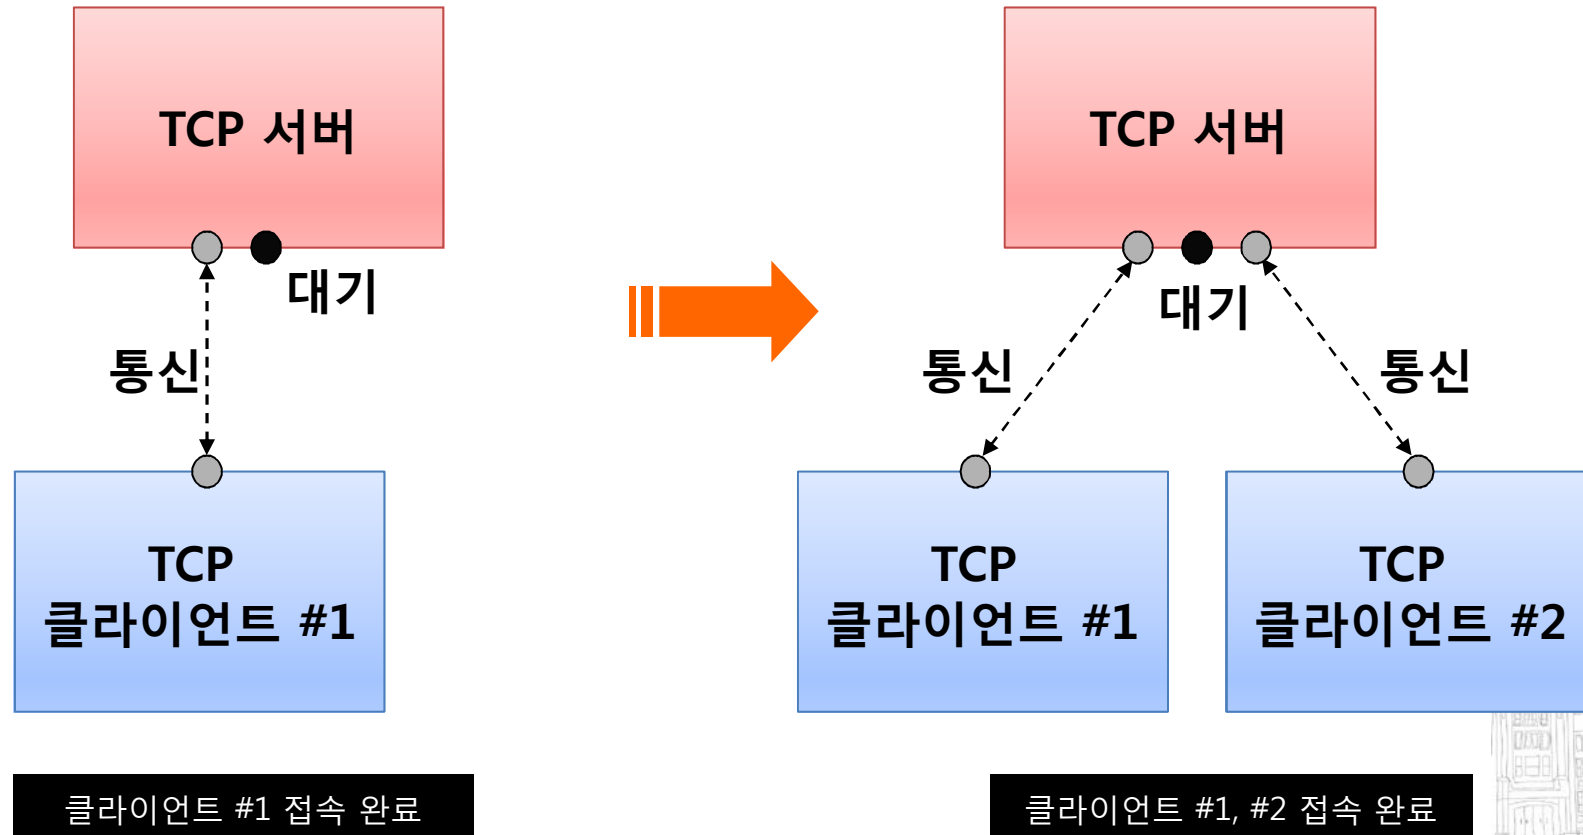 TCP 서버
대기
통신
TCP
클라이언트 #1
클라이언트 #1 접속 완료
TCP 서버
대기
통신
통신
TCP
클라이언트 #1
TCP
클라이언트 #2
클라이언트 #1, #2 접속 완료